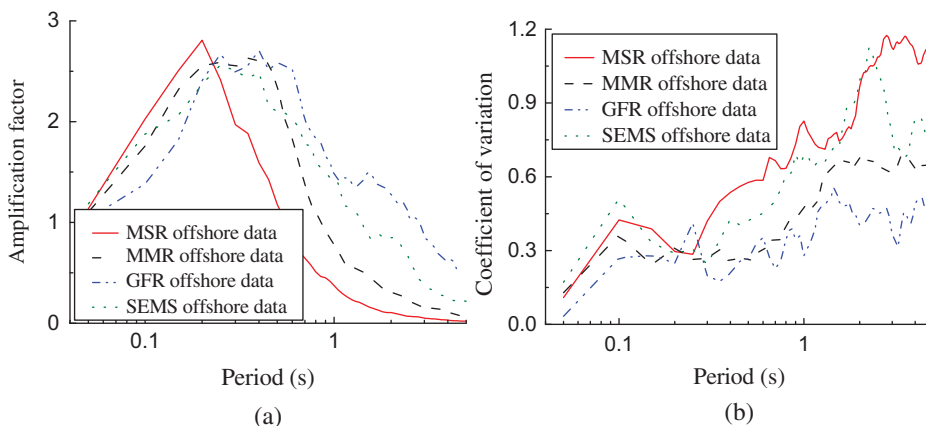 3
2
1
0
Amplification factor
MSR offshore data
MMR offshore data
GFR offshore data
SEMS offshore data
0.1
1
Period (s)
(a)
1.2
0.9
0.6
0.3
0.0
Coefficient of variation
MSR offshore data
MMR offshore data
GFR offshore data
SEMS offshore data
0.1
1
Period (s)
(b)